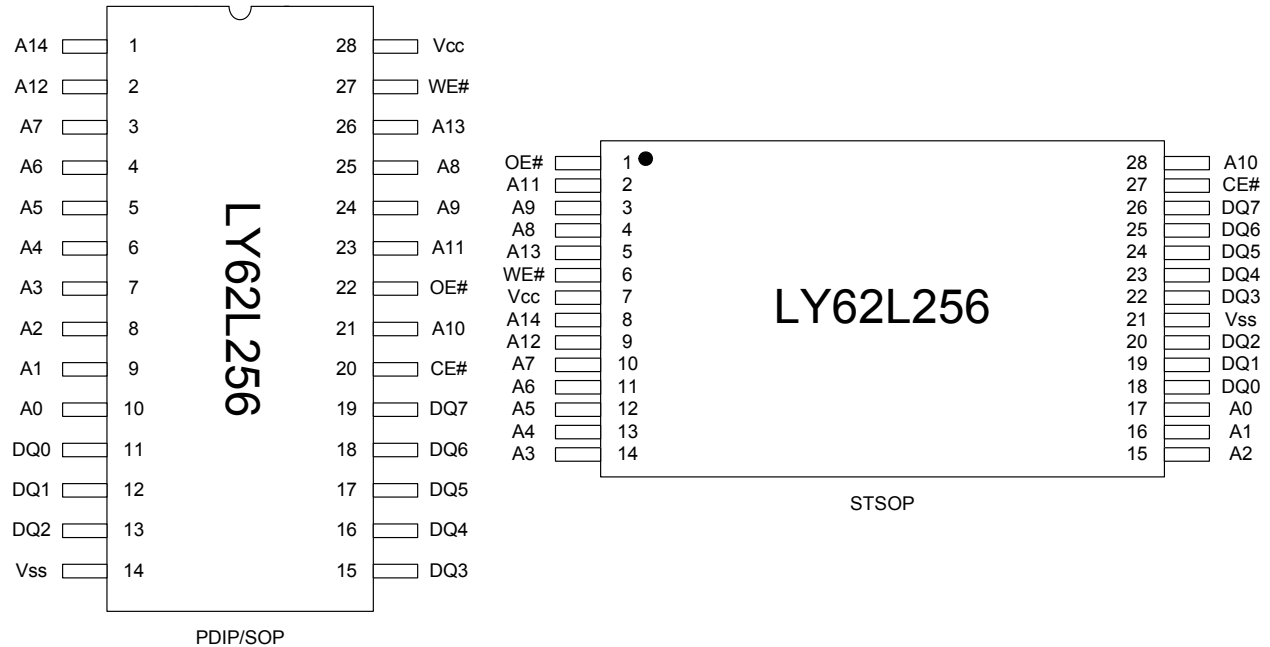 A14 1 28 Vcc
A12 2 27 WE#
A7 3 26 A13
A6 4 25 A8
A5 5 24 A9
A4 6 23 A11
A3 7 22 OE#
A2 8 21 A10
A1 9 20 CE#
A0 10 19 DQ7
DQ0 11 18 DQ6
DQ1 12 17 DQ5
DQ2 13 16 DQ4
Vss 14 15 DQ3
LY62L256
PDIP/SOP
OE# 1 28 A10
A11 2 27 CE#
A9 3 26 DQ7
A8 4 25 DQ6
A13 5 24 DQ5
WE# 6 23 DQ4
Vcc 7 22 DQ3
A14 8 21 Vss
A12 9 20 DQ2
A7 10 19 DQ1
A6 11 18 DQ0
A5 12 17 A0
A4 13 16 A1
A3 14 15 A2
LY62L256
STSOP